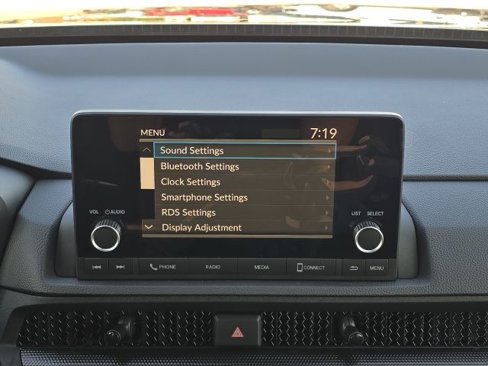 MENU 7:19
Sound Settings
Bluetooth Settings
Clock Settings
Smartphone Settings
RDS Settings
Display Adjustment
VOL AUDIO LIST SELECT
PHONE RADIO MEDIA CONNECT MENU